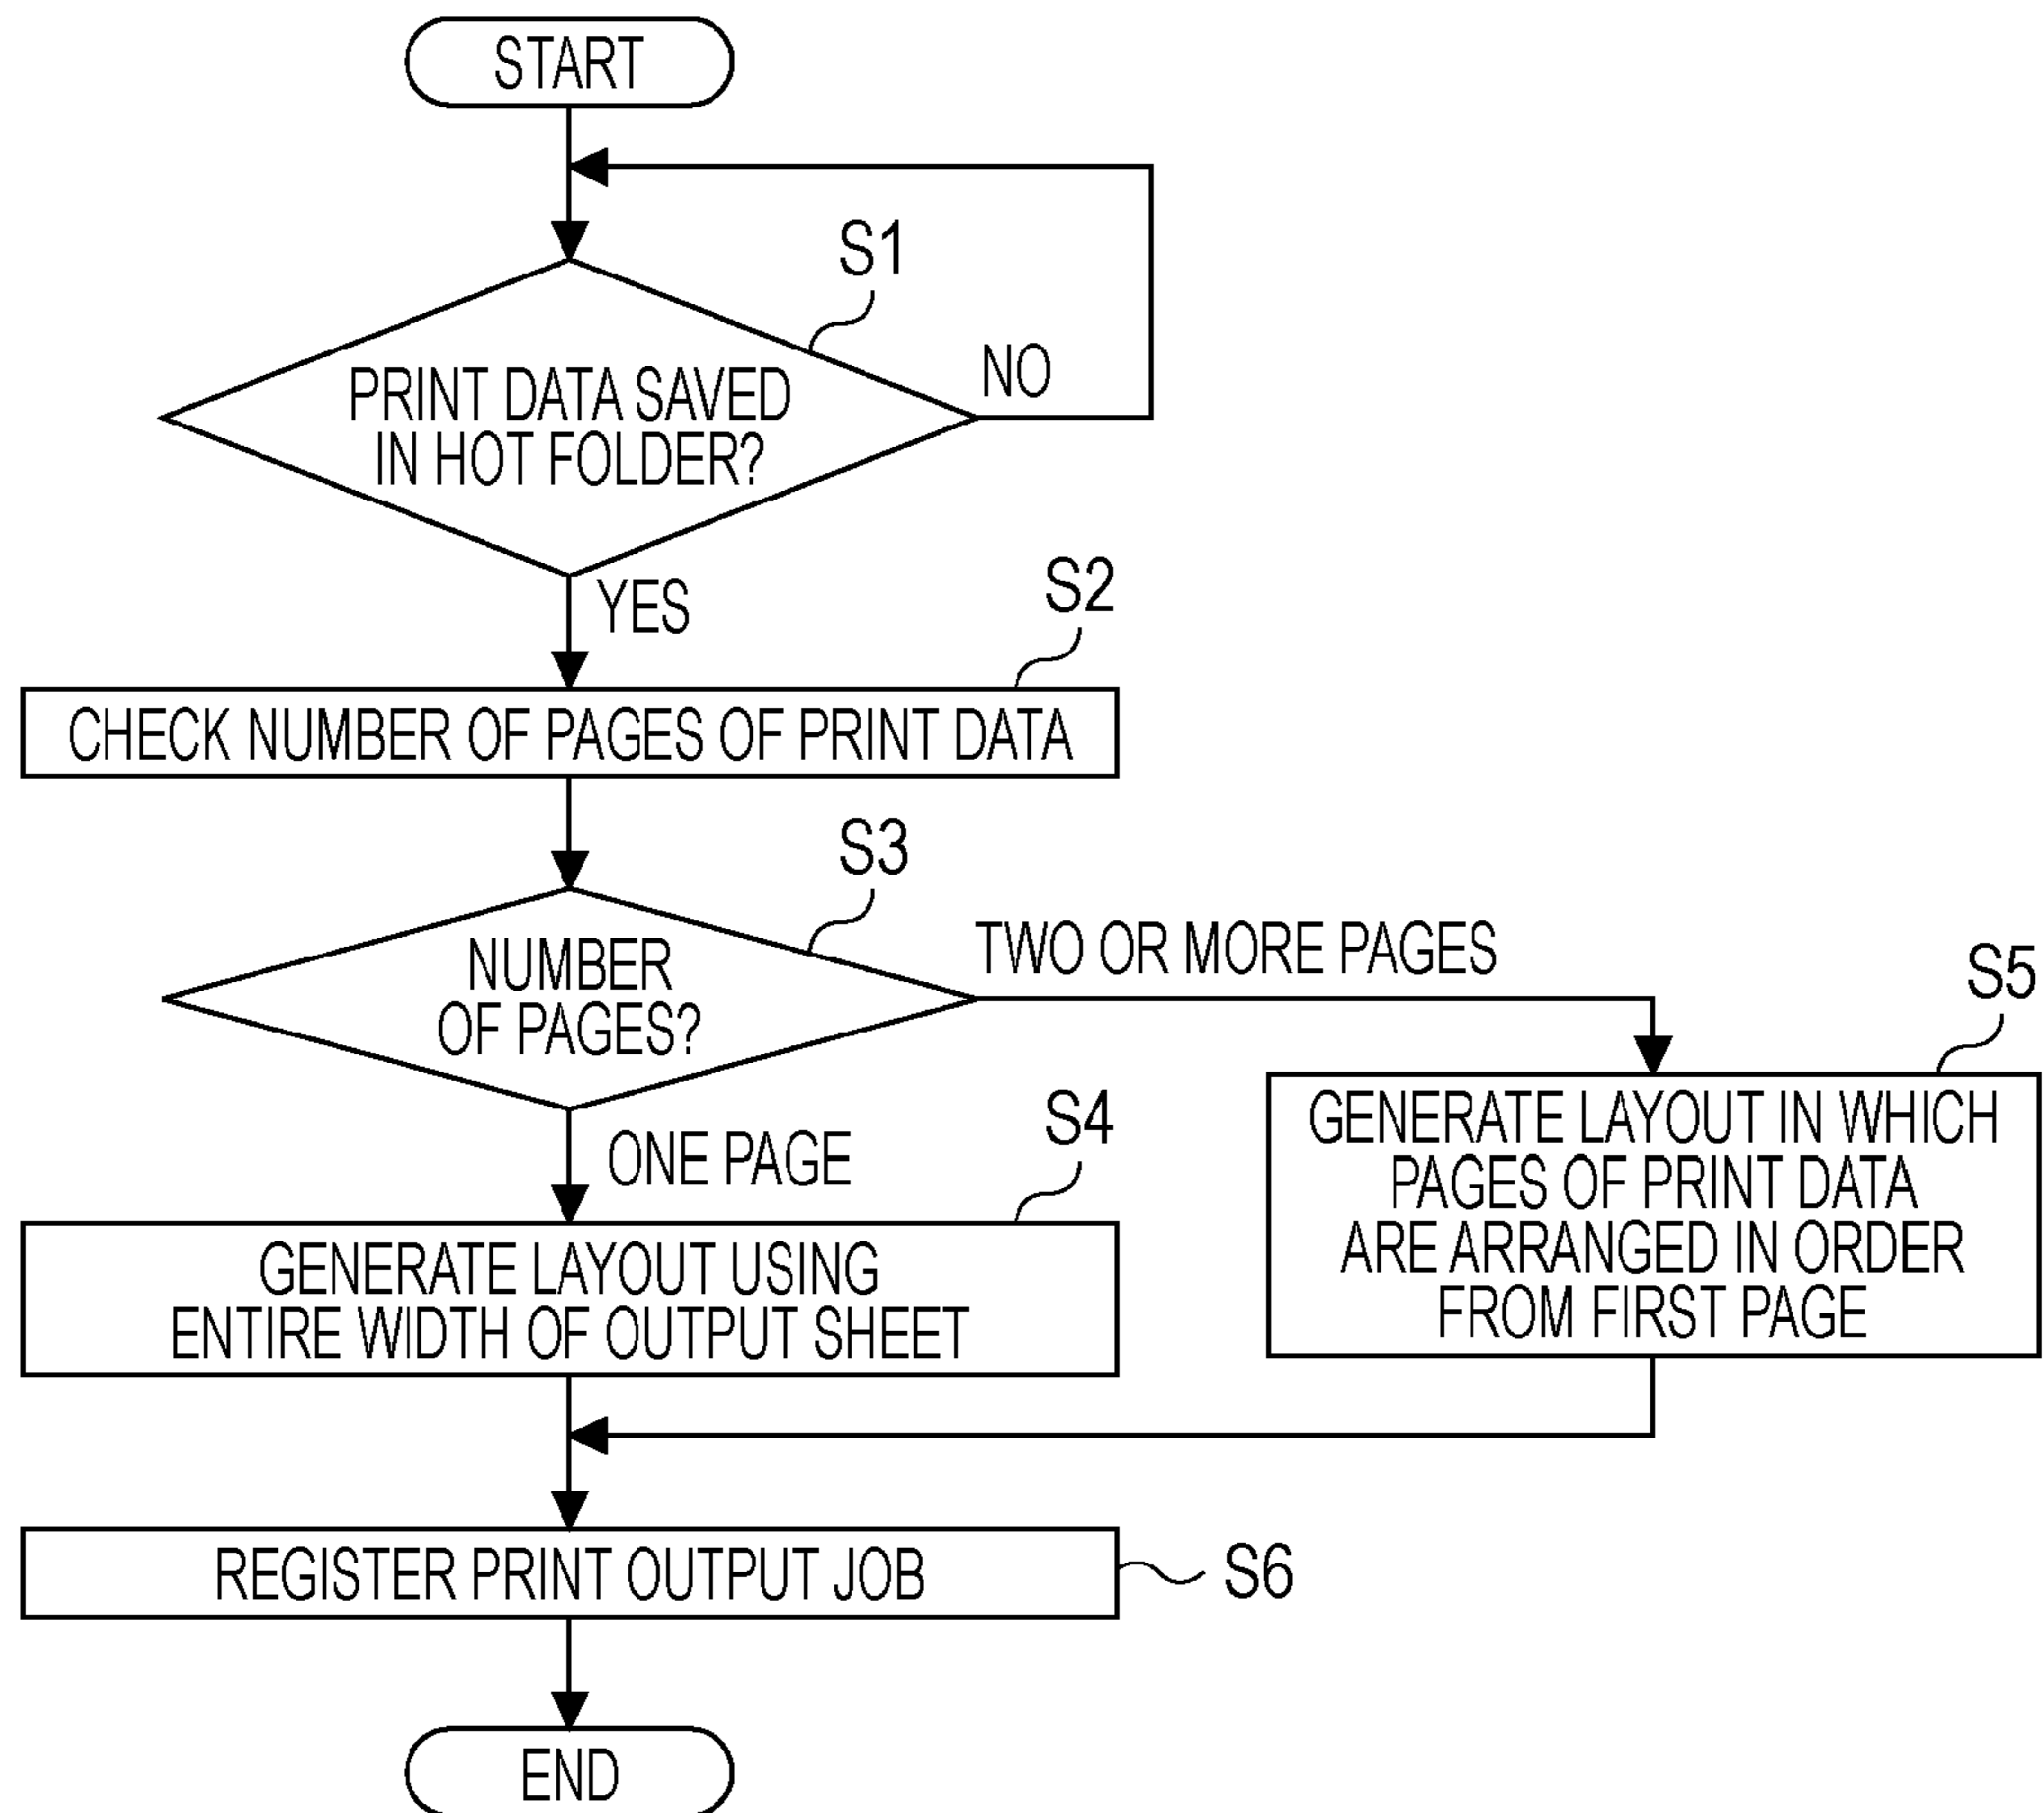 START
S1
PRINT DATA SAVED
IN HOT FOLDER?
NO
YES
S2
CHECK NUMBER OF PAGES OF PRINT DATA
S3
NUMBER
OF PAGES?
TWO OR MORE PAGES
S5
GENERATE LAYOUT IN WHICH
PAGES OF PRINT DATA
ARE ARRANGED IN ORDER
FROM FIRST PAGE
ONE PAGE
S4
GENERATE LAYOUT USING
ENTIRE WIDTH OF OUTPUT SHEET
REGISTER PRINT OUTPUT JOB
S6
END